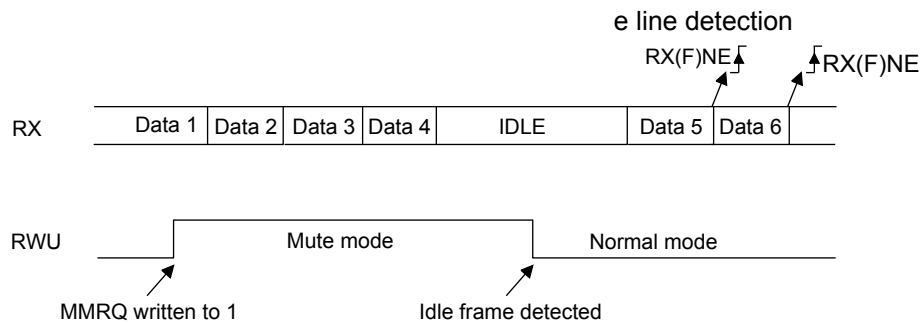 e line detection
RX(F)NE
RX(F)NE
RX
Data 1
Data 2
Data 3
Data 4
IDLE
Data 5
Data 6
RWU
Mute mode
Normal mode
MMRQ written to 1
Idle frame detected